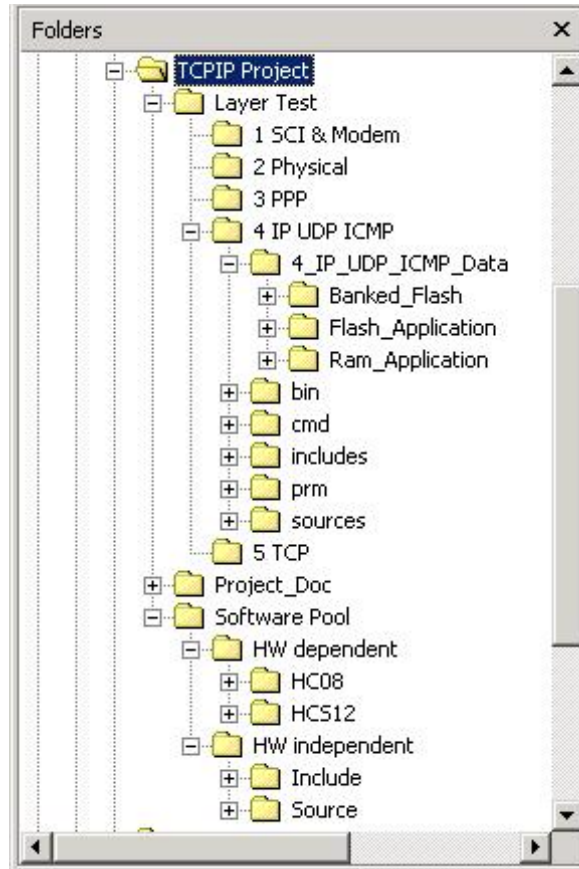 Folders
TCPIP Project
Layer Test
1 SCI & Modem
2 Physical
3 PPP
4 IP UDP ICMP
4_IP_UDP_ICMP_Data
Banked_Flash
Flash_Application
Ram_Application
bin
cmd
includes
prm
sources
5 TCP
Project_Doc
Software Pool
HW dependent
HC08
HCS12
HW independent
Include
Source